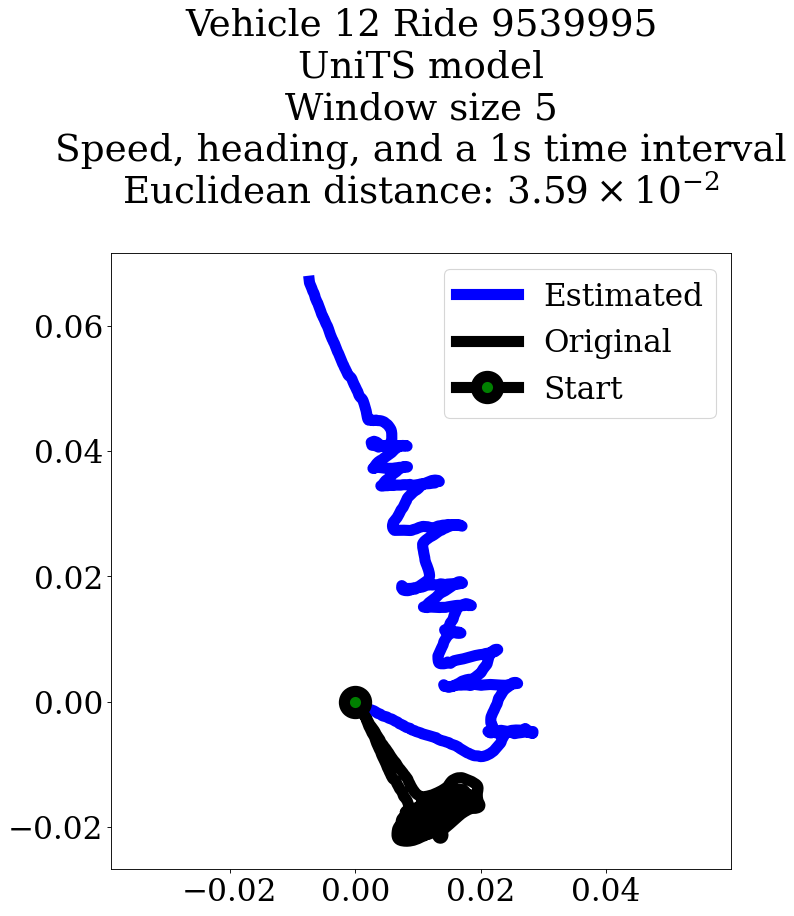 Vehicle 12 Ride 9539995
UniTS model
Window size 5
Speed, heading, and a 1s time interval
Euclidean distance: 3.59 × 10⁻²
Estimated
Original
Start
0.06
0.04
0.02
0.00
−0.02
−0.02 0.00 0.02 0.04